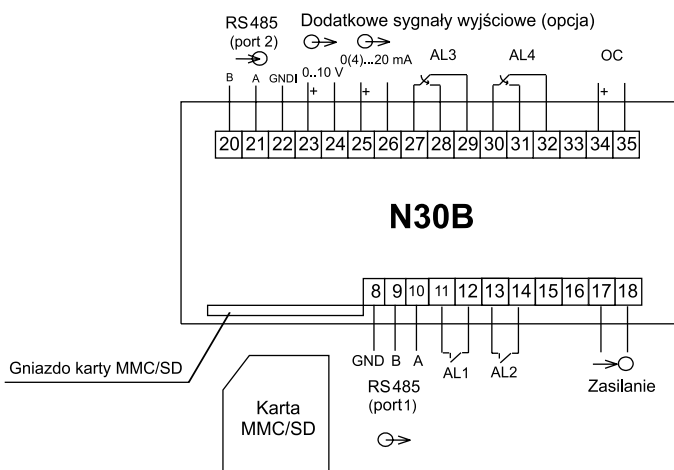 RS485 Dodatkowe sygnały wyjściowe (opcja)
(port 2)
0(4)...20 mA AL3 AL4 OC
B A GNDI 0..10 V
+ + +
20 21 22 23 24 25 26 27 28 29 30 31 32 33 34 35
N30B
8 9 10 11 12 13 14 15 16 17 18
GND B A AL1 AL2
Gniazdo karty MMC/SD
RS485 Zasilanie
(port1)
Karta
MMC/SD